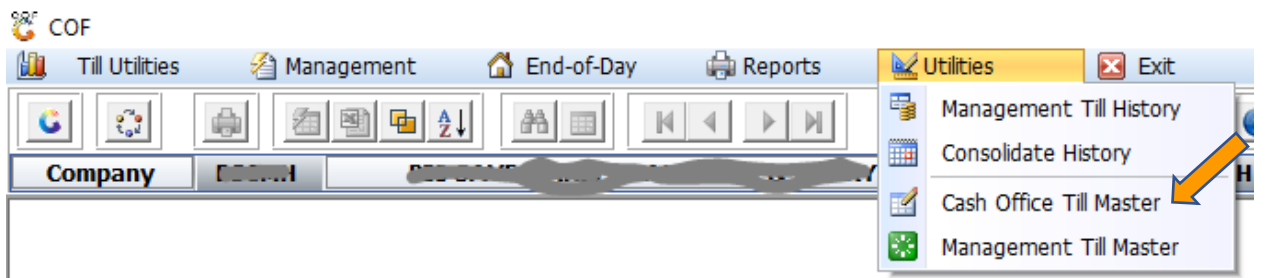 COF
Till Utilities Management End-of-Day Reports Utilities Exit
Management Till History
Consolidate History
Company
Cash Office Till Master
Management Till Master